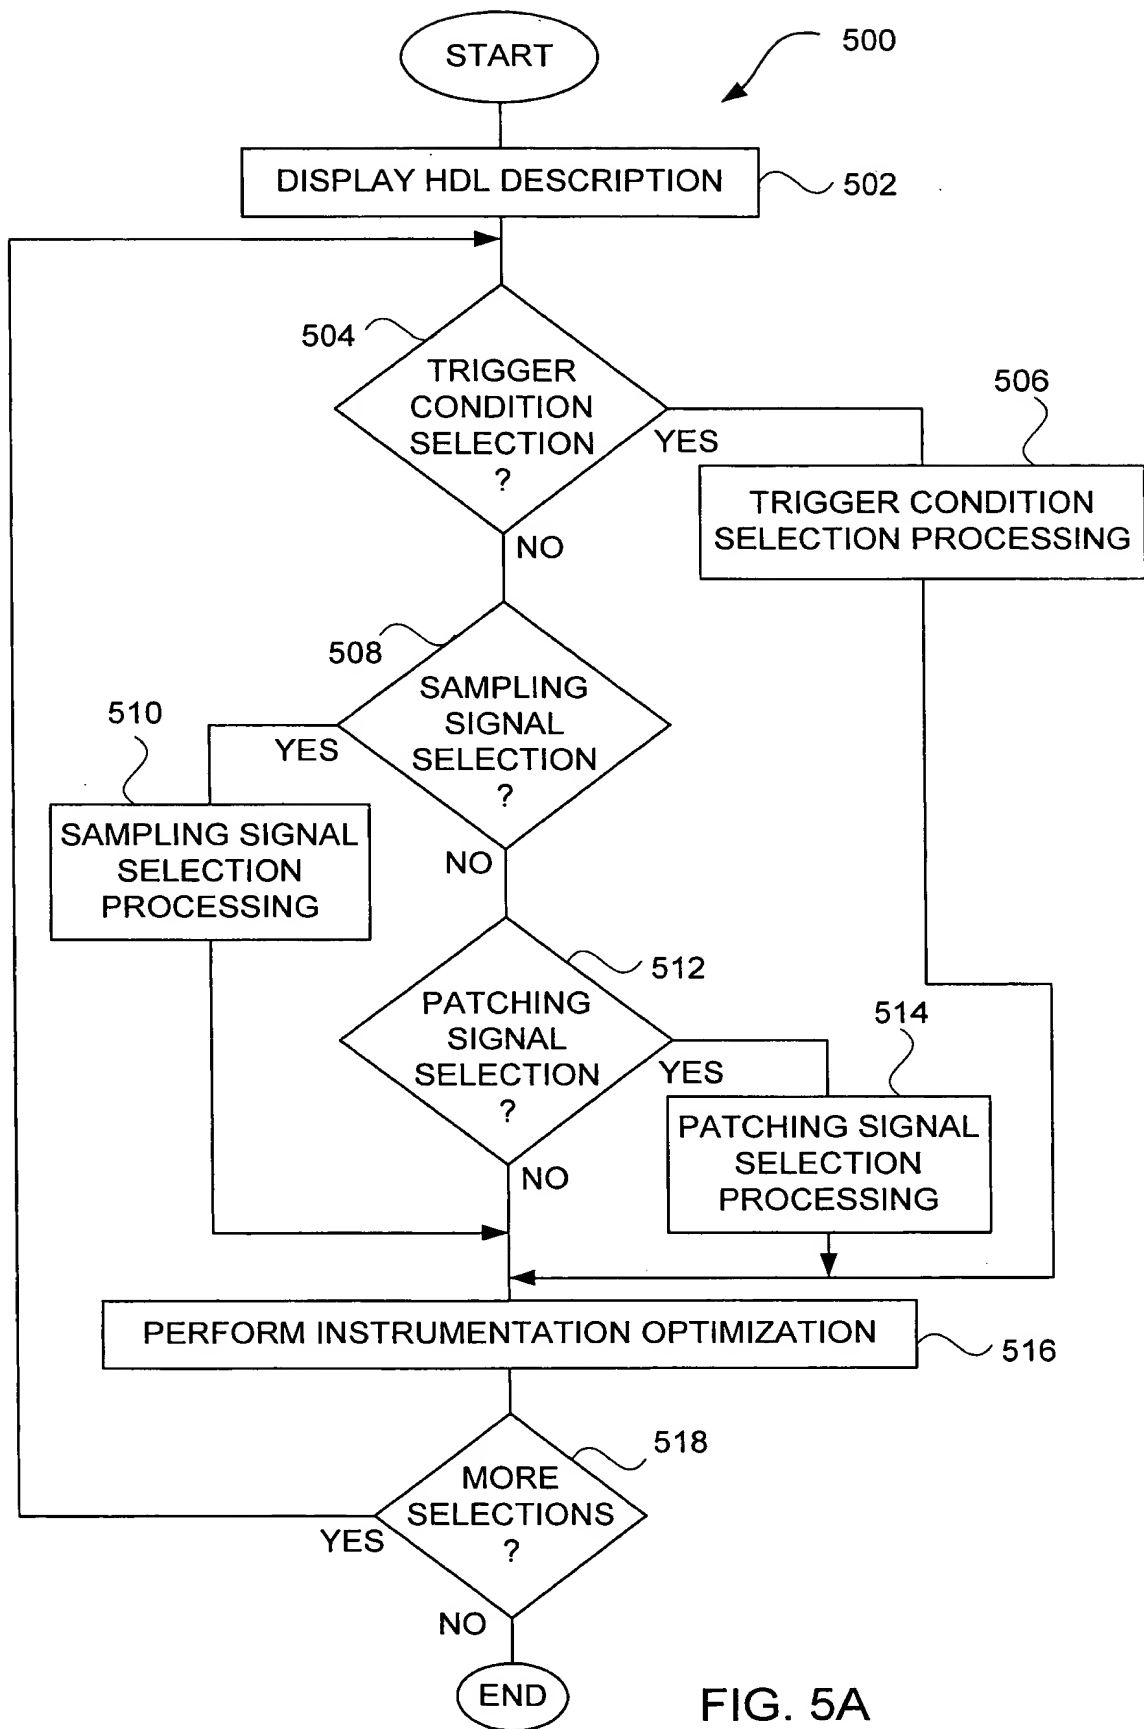 START
500
DISPLAY HDL DESCRIPTION
502
504
TRIGGER
CONDITION
SELECTION
?
YES
506
TRIGGER CONDITION
SELECTION PROCESSING
NO
508
SAMPLING
SIGNAL
SELECTION
?
YES
510
SAMPLING SIGNAL
SELECTION
PROCESSING
NO
512
PATCHING
SIGNAL
SELECTION
?
YES
514
PATCHING SIGNAL
SELECTION
PROCESSING
NO
PERFORM INSTRUMENTATION OPTIMIZATION
516
518
MORE
SELECTIONS
?
YES
NO
END
FIG. 5A